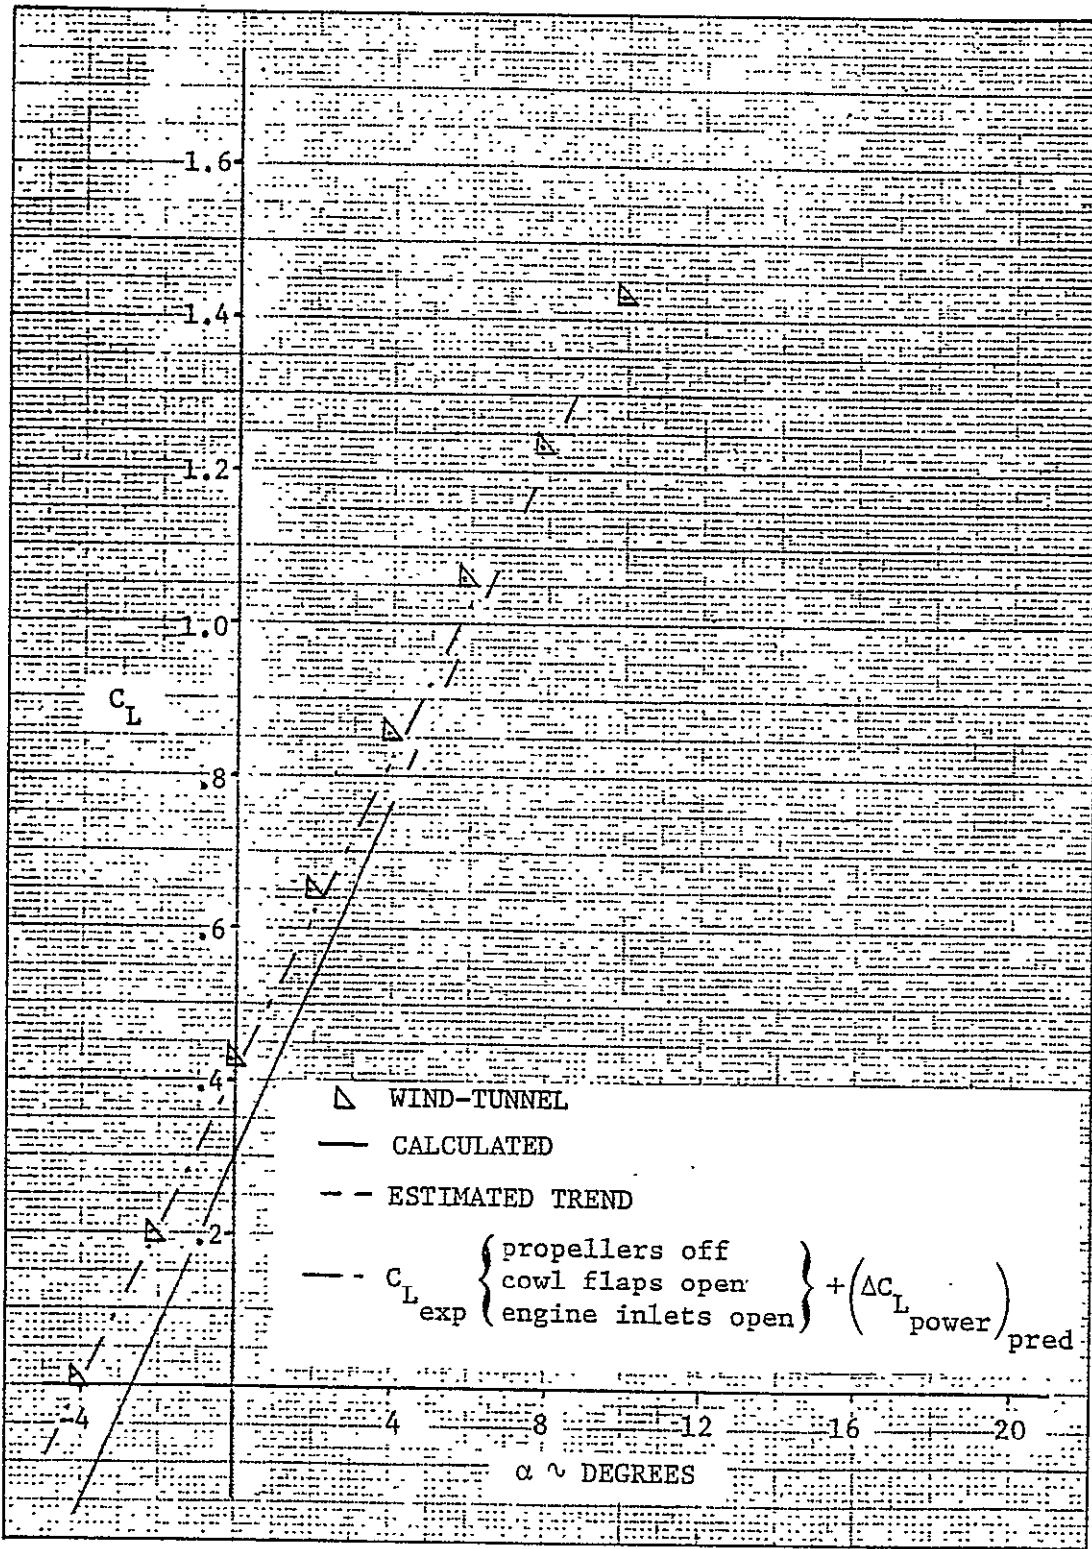 1.6
1.4
1.2
1.0
C_L
.8
.6
.4
WIND-TUNNEL
CALCULATED
ESTIMATED TREND
.2
C_L exp { propellers off
cowl flaps open
engine inlets open } + (ΔC_L power) pred
-4 4 8 12 16 20
α ~ DEGREES